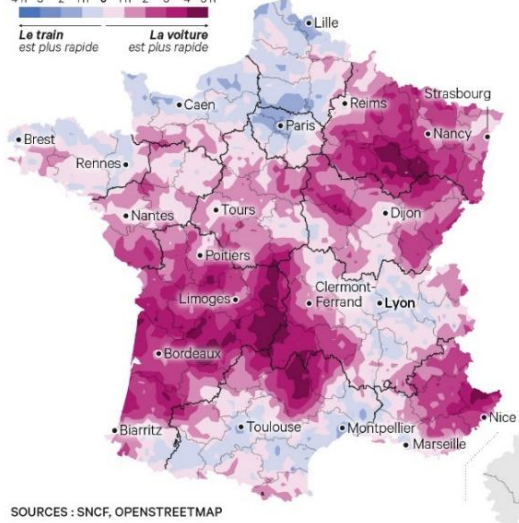 Le train La voiture
est plus rapide est plus rapide
Lille
Caen
Reims
Strasbourg
Paris
Nancy
Brest
Rennes
Nantes
Tours
Dijon
Poitiers
Limoges
Clermont-
Ferrand
Lyon
Bordeaux
Biarritz
Toulouse
Montpellier
Nice
Marseille
SOURCES : SNCF, OPENSTREETMAP